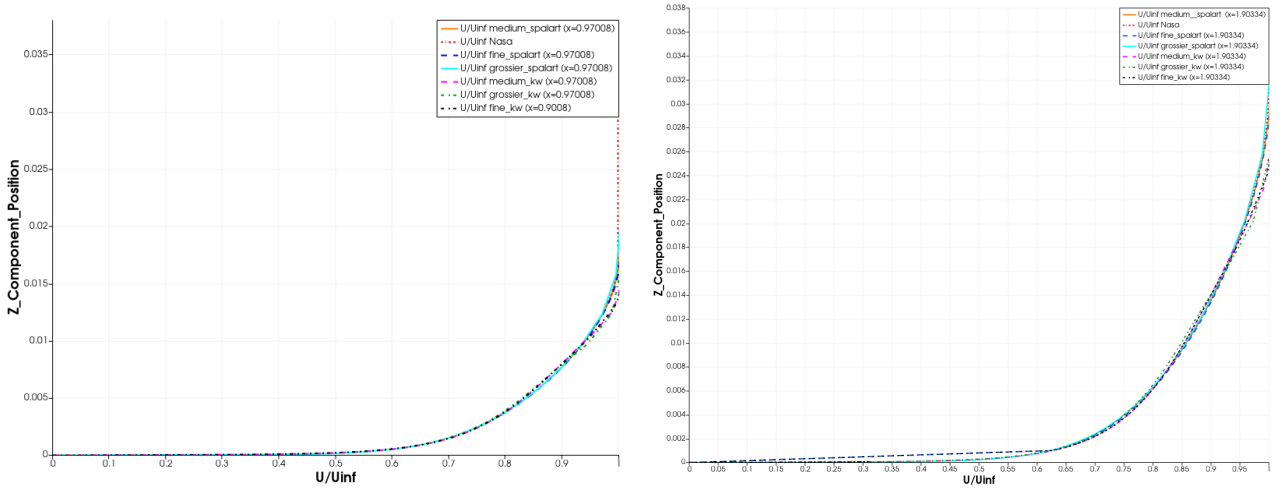 U/Uinf medium_spalart (x=0.97008)
U/Uinf Nasa
U/Uinf fine_spalart (x=0.97008)
U/Uinf grossier_spalart (x=0.97008)
U/Uinf medium_kw (x=0.97008)
U/Uinf grossier_kw (x=0.97008)
U/Uinf fine_kw (x=0.9008)
0.035
0.03
0.025
0.02
0.015
0.01
0.005
0
Z_Component_Position
0 0.1 0.2 0.3 0.4 0.5 0.6 0.7 0.8 0.9
U/Uinf
U/Uinf medium__spalart (x=1.90334)
U/Uinf Nasa
U/Uinf fine_spalart (x=1.90334)
U/Uinf grossier_spalart (x=1.90334)
U/Uinf medium_kw (x=1.90334)
U/Uinf grossier_kw (x=1.90334)
U/Uinf fine_kw (x=1.90334)
0.038
0.036
0.034
0.032
0.03
0.028
0.026
0.024
0.022
0.02
0.018
0.016
0.014
0.012
0.01
0.008
0.006
0.004
0.002
0
Z_Component_Position
0 0.05 0.1 0.15 0.2 0.25 0.3 0.35 0.4 0.45 0.5 0.55 0.6 0.65 0.7 0.75 0.8 0.85 0.9 0.95
U/Uinf